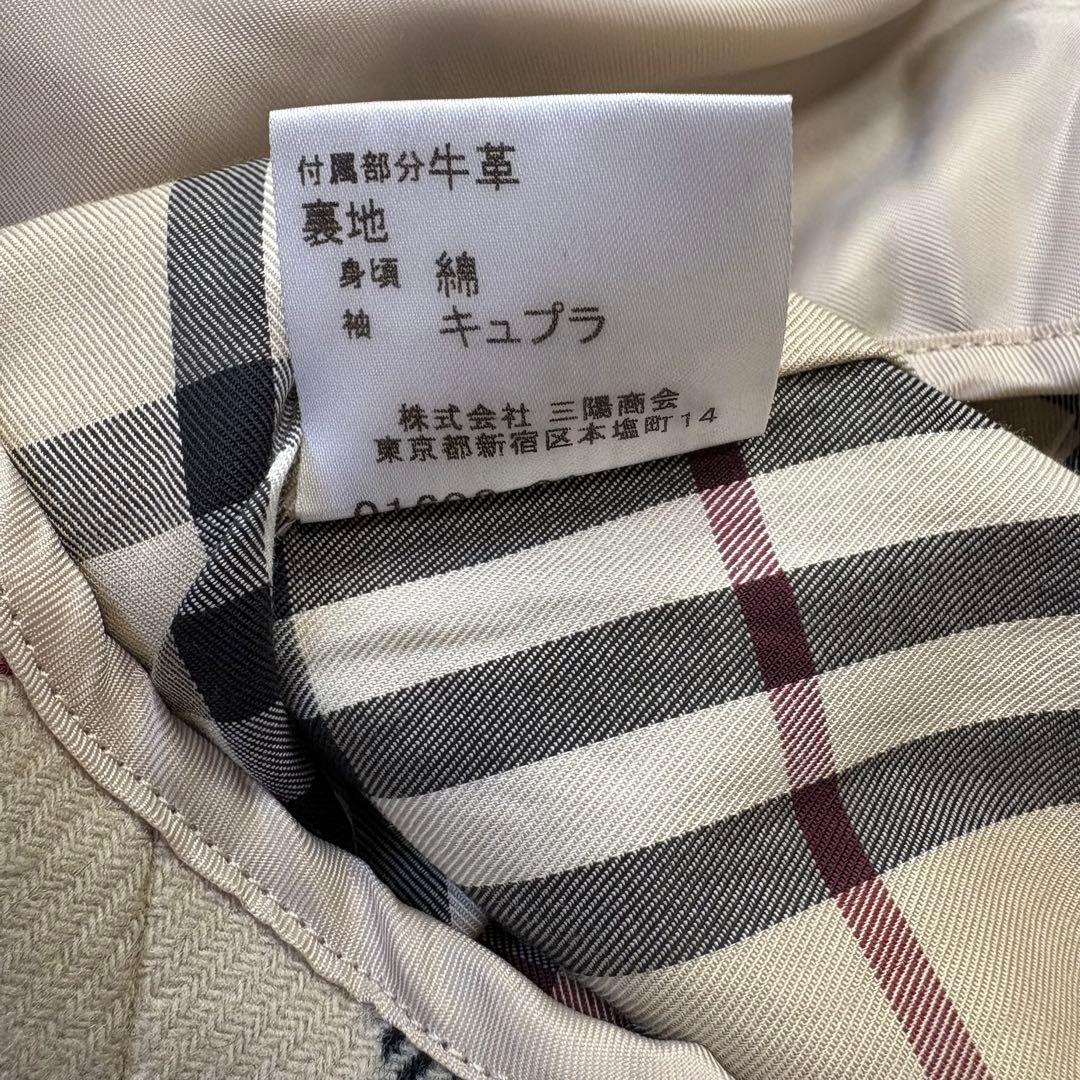 付属部分牛革
裏地
身頃 綿
袖 キュプラ
株式会社 三陽商会
東京都新宿区本塩町14